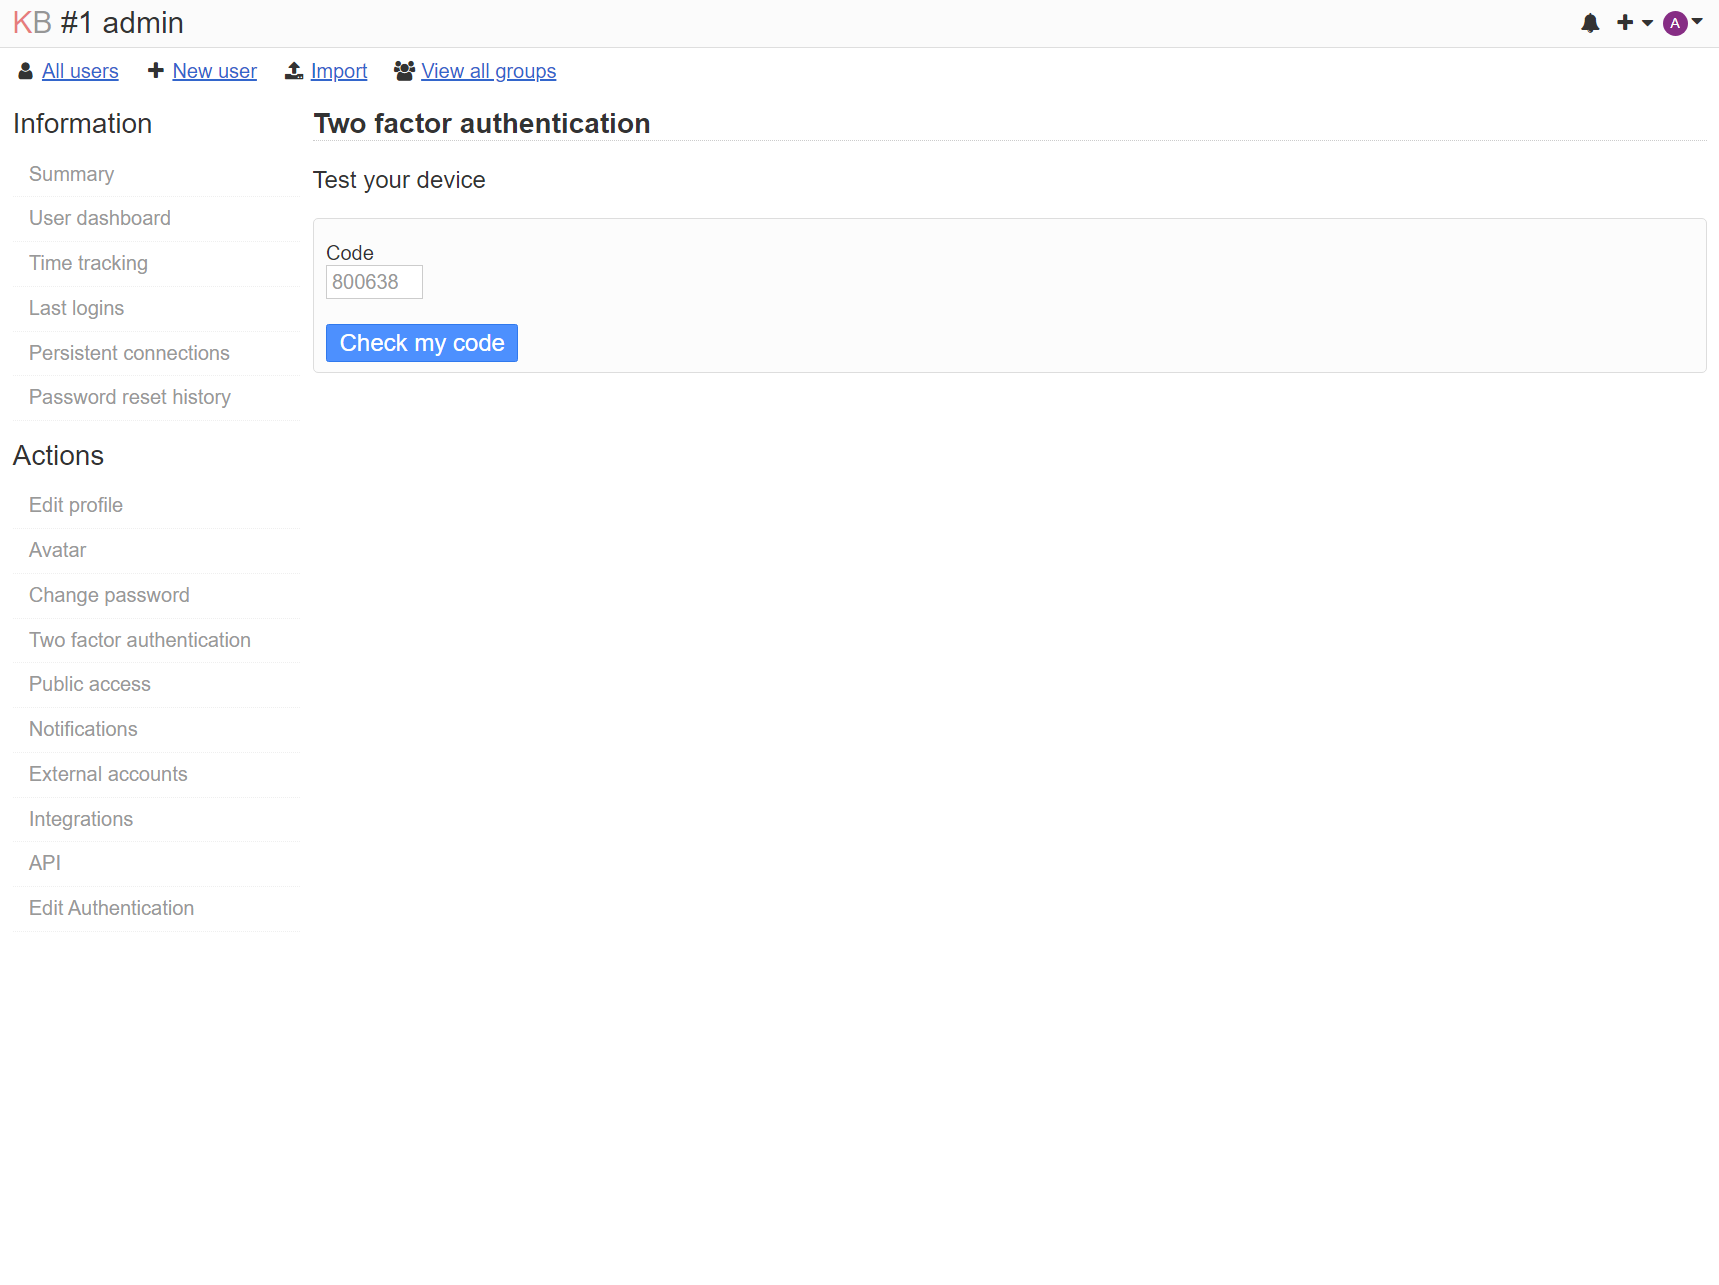 KB #1 admin
A
All users
New user
Import
View all groups
Information
Summary
User dashboard
Time tracking
Last logins
Persistent connections
Password reset history
Actions
Edit profile
Avatar
Change password
Two factor authentication
Public access
Notifications
External accounts
Integrations
API
Edit Authentication
Two factor authentication
Test your device
Code
800638
Check my code